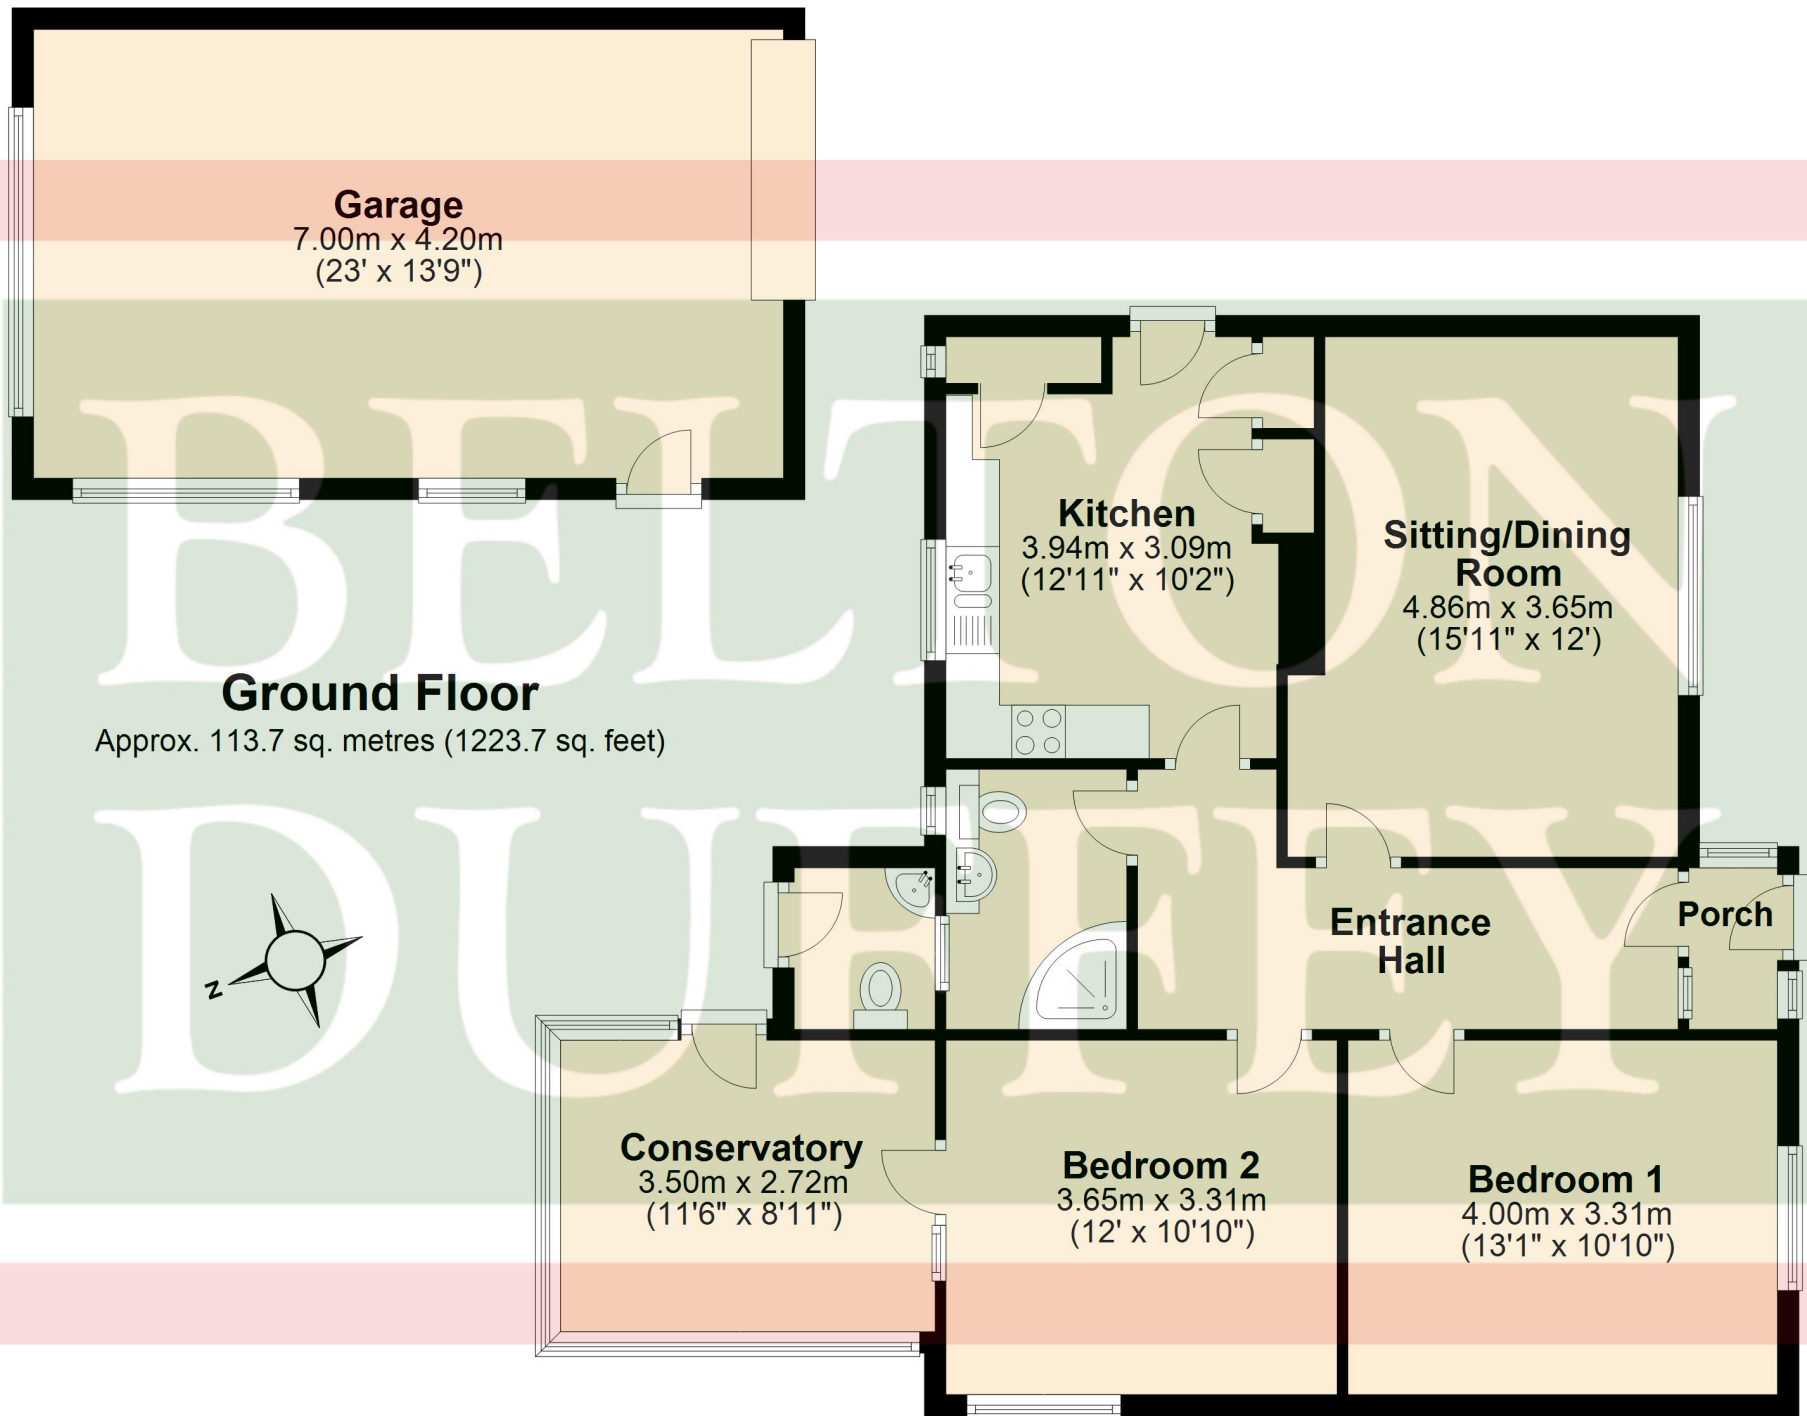 Garage
7.00m x 4.20m
(23' x 13'9")
Kitchen
3.94m x 3.09m
(12'11" x 10'2")
Sitting/Dining
Room
4.86m x 3.65m
(15'11" x 12')
BELTON
Ground Floor
Approx. 113.7 sq. metres (1223.7 sq. feet)
DUFFEY
Entrance
Hall
Porch
N
Conservatory
3.50m x 2.72m
(11'6" x 8'11")
Bedroom 2
3.65m x 3.31m
(12' x 10'10")
Bedroom 1
4.00m x 3.31m
(13'1" x 10'10")